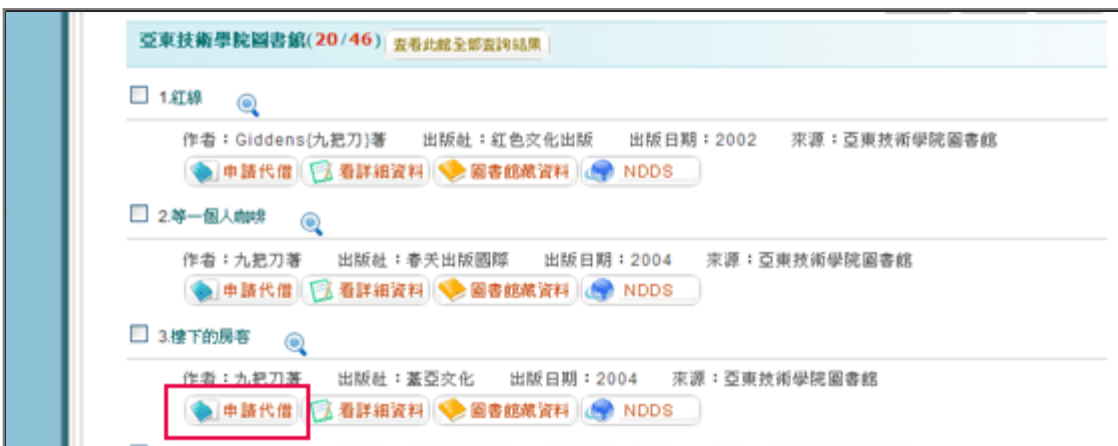 亞東技術學院圖書館(20/46) 查看此館全部查詢結果
1.紅線
作者：Giddens{九把刀}著 出版社：紅色文化出版 出版日期：2002 來源：亞東技術學院圖書館
申請代借 看詳細資料 圖書館藏資料 NDDS
2.等一個人咖啡
作者：九把刀著 出版社：春天出版國際 出版日期：2004 來源：亞東技術學院圖書館
申請代借 看詳細資料 圖書館藏資料 NDDS
3.樓下的房客
作者：九把刀著 出版社：蓋亞文化 出版日期：2004 來源：亞東技術學院圖書館
申請代借 看詳細資料 圖書館藏資料 NDDS